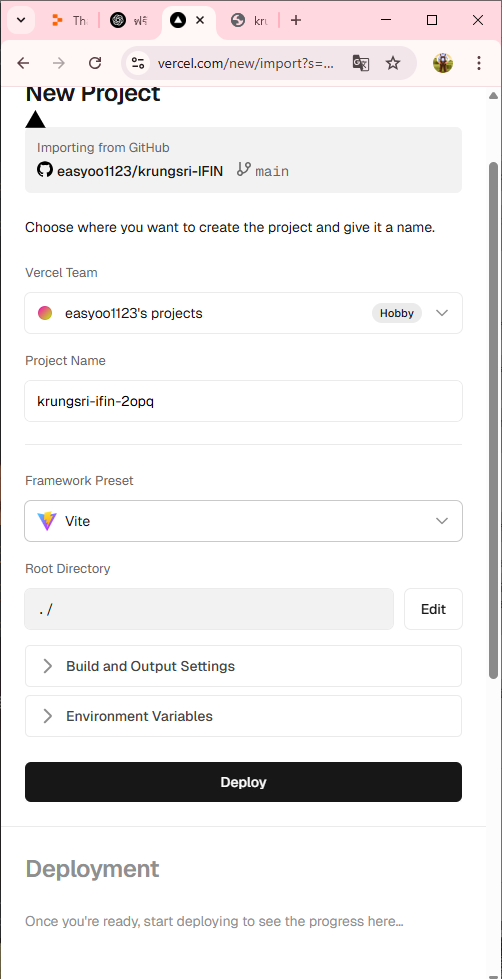 Tha
ฟรี
kru
vercel.com/new/import?s=...
New Project
Importing from GitHub
easyoo1123/krungsri-IFIN main
Choose where you want to create the project and give it a name.
Vercel Team
easyoo1123's projects Hobby
Project Name
krungsri-ifin-2opq
Framework Preset
Vite
Root Directory
./ Edit
Build and Output Settings
Environment Variables
Deploy
Deployment
Once you're ready, start deploying to see the progress here...